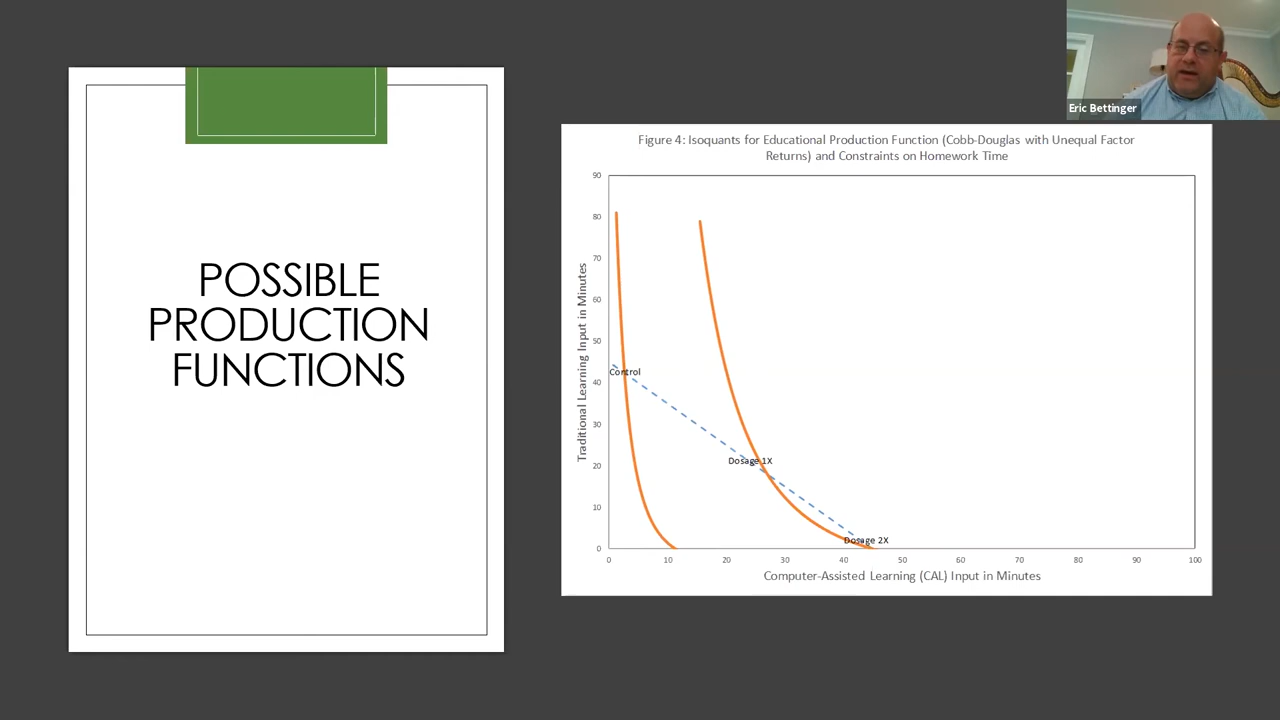 Eric Bettinger
POSSIBLE
PRODUCTION
FUNCTIONS
Figure 4: Isoquants for Educational Production Function (Cobb-Douglas with Unequal Factor
Returns) and Constraints on Homework Time
Traditional Learning Input in Minutes
90
80
70
60
50
40
30
20
10
0
Control
Dosage 1X
Dosage 2X
0 10 20 30 40 50 60 70 80 90 100
Computer-Assisted Learning (CAL) Input in Minutes